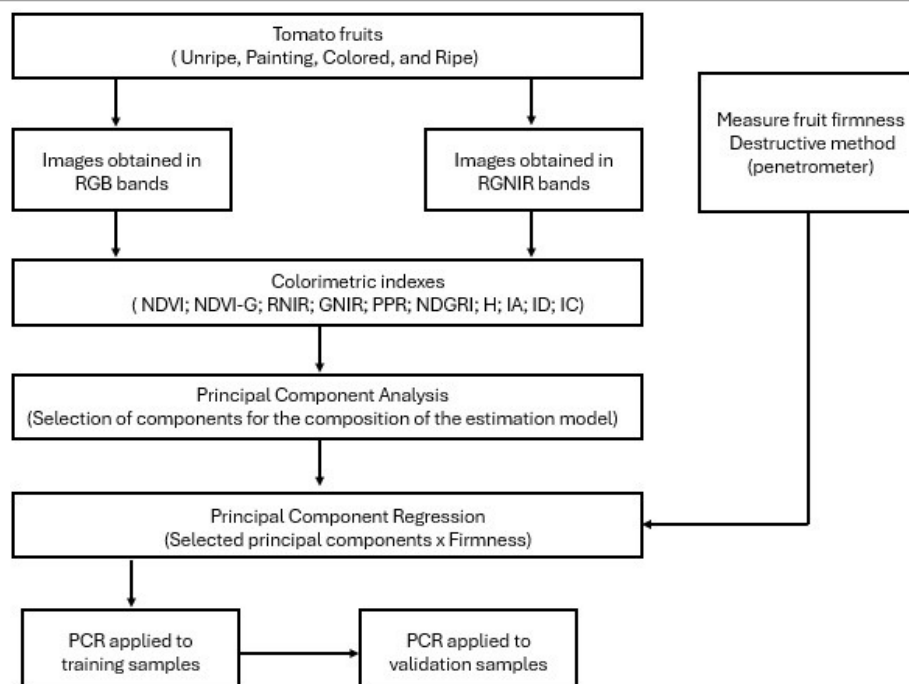 Tomato fruits
( Unripe, Painting, Colored, and Ripe)
Measure fruit firmness
Destructive method
(penetrometer)
Images obtained in
RGB bands
Images obtained in
RGNIR bands
Colorimetric indexes
( NDVI; NDVI-G; RNIR; GNIR; PPR; NDGRI; H; IA; ID; IC)
Principal Component Analysis
(Selection of components for the composition of the estimation model)
Principal Component Regression
(Selected principal components x Firmness)
PCR applied to
training samples
PCR applied to
validation samples